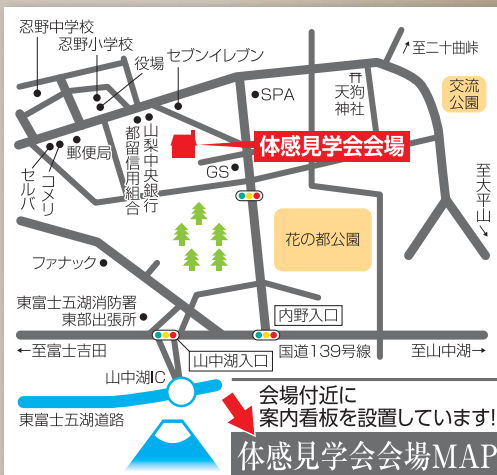 忍野中学校
忍野小学校
役場
セブンイレブン
至二十曲峠
SPA
天狗
神社
交流
公園
体感見学会会場
郵便局
コメリ
セルバ
山梨中央銀行
都留信用組合
GS
至大平山
花の都公園
ファナック
東富士五湖消防署
東部出張所
内野入口
←至富士吉田
山中湖入口
国道139号線
至山中湖→
山中湖IC
東富士五湖道路
会場付近に
案内看板を設置しています!
体感見学会会場MAP